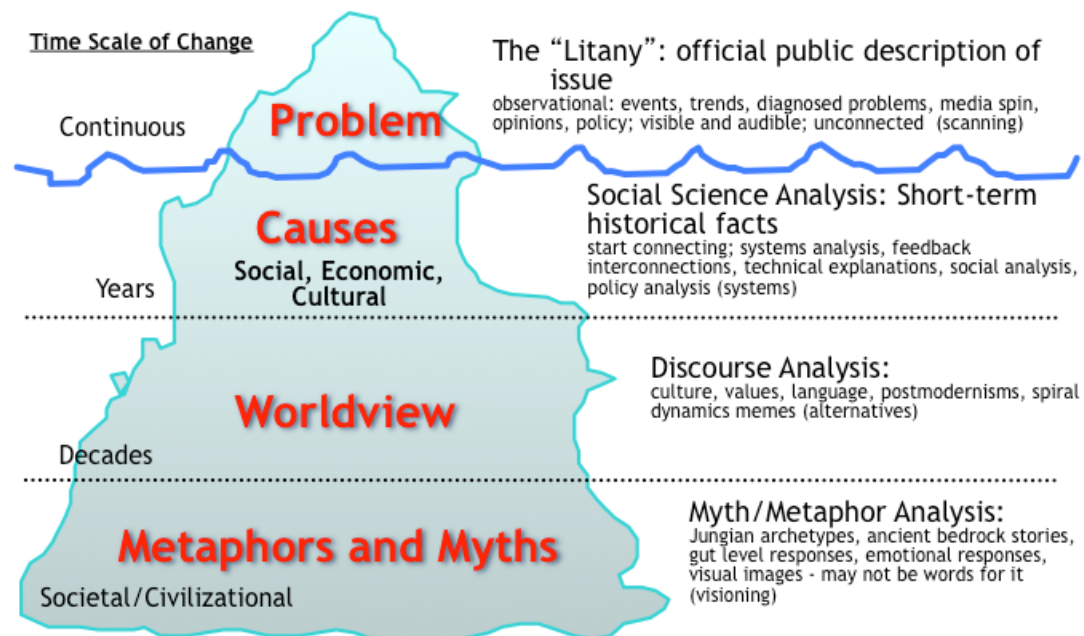 Time Scale of Change
The “Litany”: official public description of
issue
observational: events, trends, diagnosed problems, media spin,
opinions, policy; visible and audible; unconnected (scanning)
Problem
Continuous
Social Science Analysis: Short-term
historical facts
start connecting; systems analysis, feedback
interconnections, technical explanations, social analysis,
policy analysis (systems)
Causes
Social, Economic,
Cultural
Years
Discourse Analysis:
culture, values, language, postmodernisms, spiral
dynamics memes (alternatives)
Worldview
Decades
Myth/Metaphor Analysis:
Jungian archetypes, ancient bedrock stories,
gut level responses, emotional responses,
visual images - may not be words for it
(visioning)
Metaphors and Myths
Societal/Civilizational